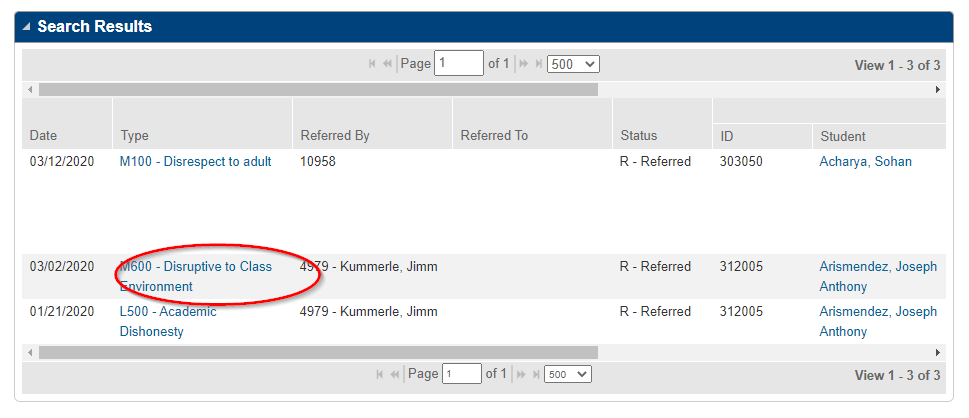 Search Results
Page 1 of 1 500 View 1 - 3 of 3
Date Type Referred By Referred To Status ID Student
03/12/2020 M100 - Disrespect to adult 10958 R - Referred 303050 Acharya, Sohan
03/02/2020 M600 - Disruptive to Class 4979 - Kummerle, Jimm R - Referred 312005 Arismendez, Joseph
Environment Anthony
01/21/2020 L500 - Academic 4979 - Kummerle, Jimm R - Referred 312005 Arismendez, Joseph
Dishonesty Anthony
Page 1 of 1 500 View 1 - 3 of 3